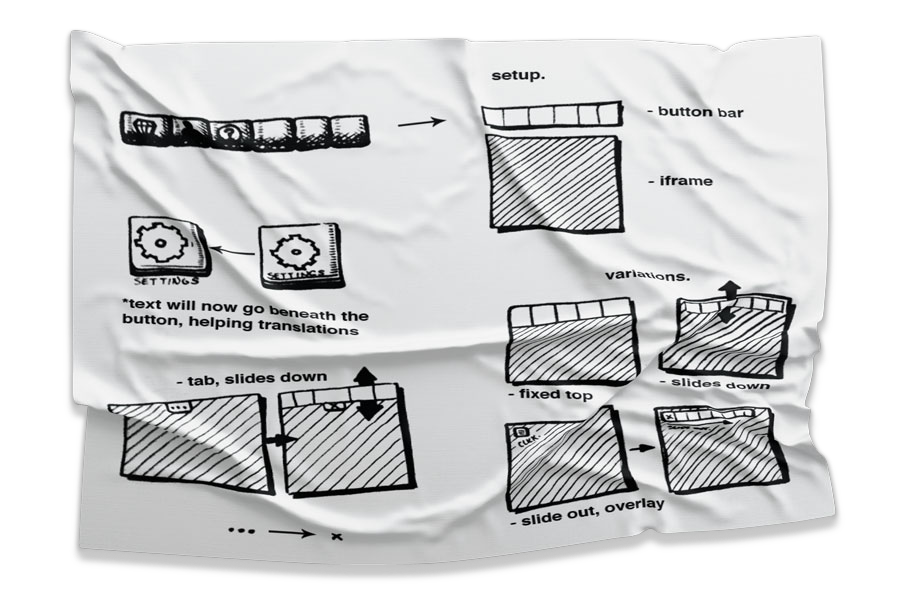 setup.
- button bar
- iframe
SETTINGS
SETTINGS
*text will now go beneath the
button, helping translations
variations.
- tab, slides down
- fixed top
- slides down
- slide out, overlay